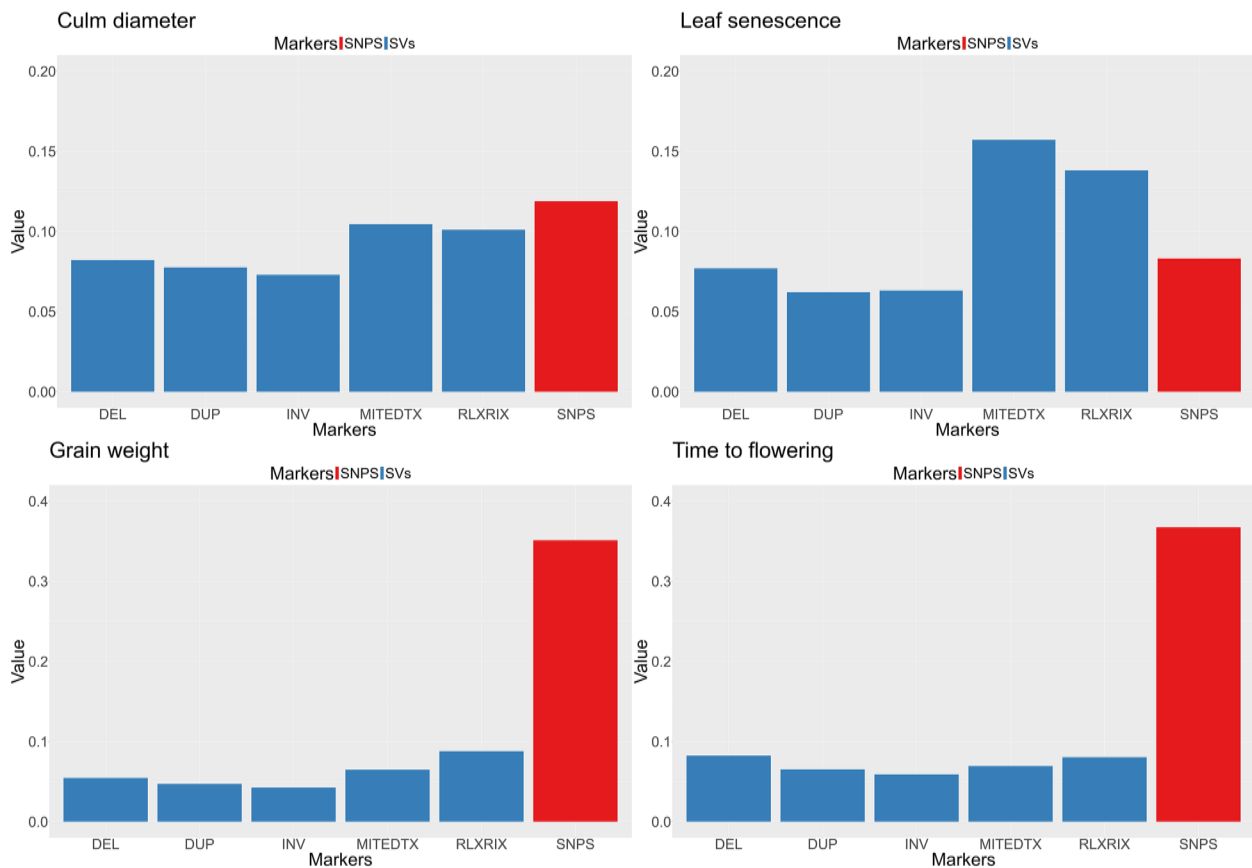 Culm diameter
Markers SNPS SVs
0.20
0.15
0.10
0.05
0.00
Value
DEL DUP INV MITEDTX RLXRIX SNPS
Markers
Leaf senescence
Markers SNPS SVs
0.20
0.15
0.10
0.05
0.00
Value
DEL DUP INV MITEDTX RLXRIX SNPS
Markers
Grain weight
Markers SNPS SVs
0.4
0.3
0.2
0.1
0.0
Value
DEL DUP INV MITEDTX RLXRIX SNPS
Markers
Time to flowering
Markers SNPS SVs
0.4
0.3
0.2
0.1
0.0
Value
DEL DUP INV MITEDTX RLXRIX SNPS
Markers